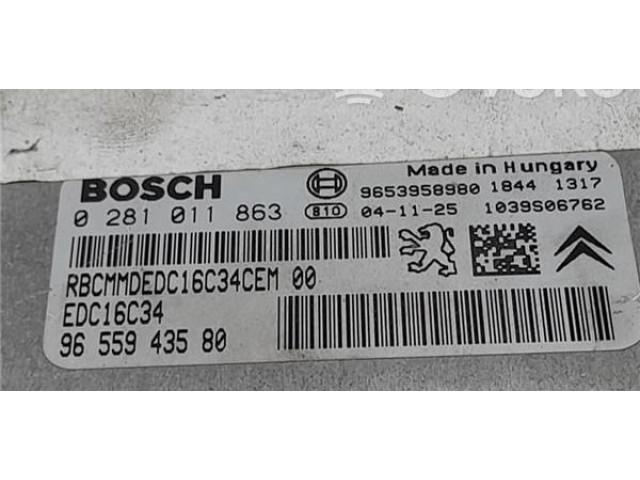 BOSCH
Made in Hungary
9653958980 1844 1317
0 281 011 863 810 04-11-25 1039S06762
RBCMMDEDC16C34CEM 00
EDC16C34
96 559 435 80